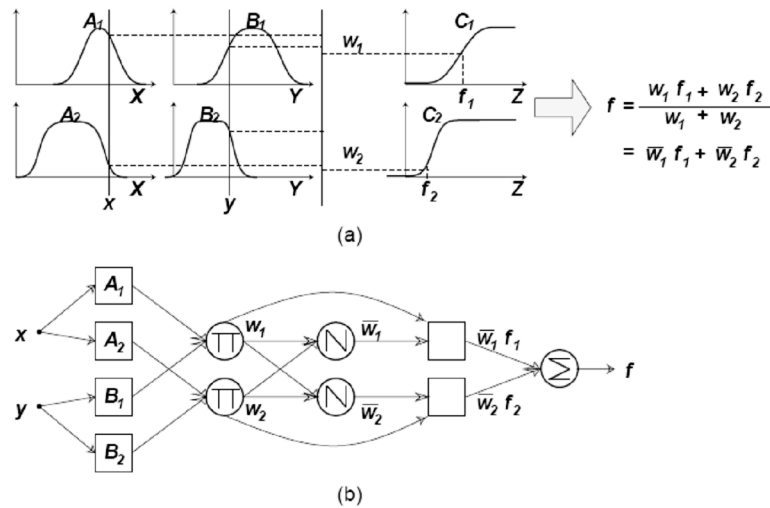 A₁ B₁ C₁
w₁
X Y f₁ Z
A₂ B₂ C₂
w₂
X Y f₂ Z
x y
f = w₁ f₁ + w₂ f₂ / w₁ + w₂
= w̅₁ f₁ + w̅₂ f₂
(a)
A₁
x A₂ Π w₁ N w̅₁ w̅₁ f₁
Σ f
y B₁ Π w₂ N w̅₂ w̅₂ f₂
B₂
(b)